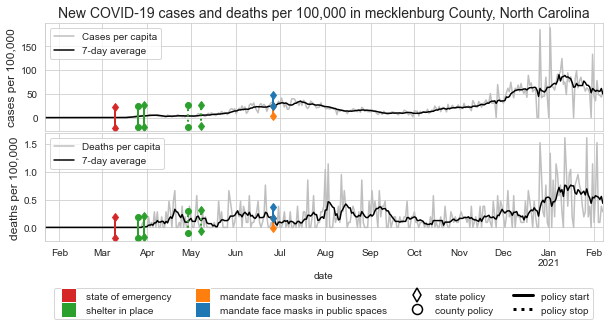 New COVID-19 cases and deaths per 100,000 in mecklenburg County, North Carolina
cases per 100,000
150
100
50
0
Cases per capita
7-day average
deaths per 100,000
1.5
1.0
0.5
0.0
Deaths per capita
7-day average
Feb Mar Apr May Jun Jul Aug Sep Oct Nov Dec Jan Feb
2021
date
state of emergency mandate face masks in businesses state policy policy start
shelter in place mandate face masks in public spaces county policy policy stop